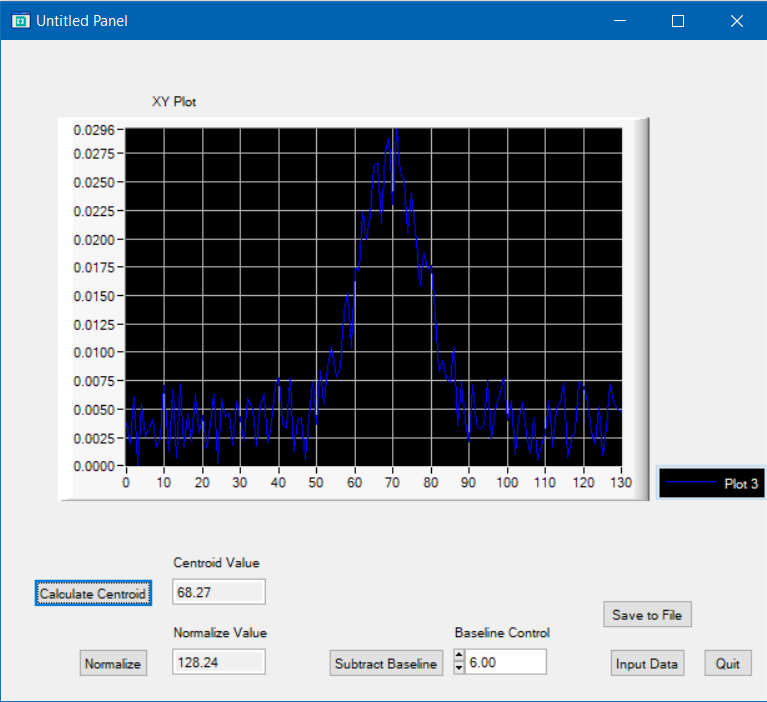 Untitled Panel
XY Plot
0.0296
0.0275
0.0250
0.0225
0.0200
0.0175
0.0150
0.0125
0.0100
0.0075
0.0050
0.0025
0.0000
0 10 20 30 40 50 60 70 80 90 100 110 120 130
Plot 3
Centroid Value
Calculate Centroid 68.27
Save to File
Normalize Value Baseline Control
Normalize 128.24 Subtract Baseline 6.00 Input Data Quit